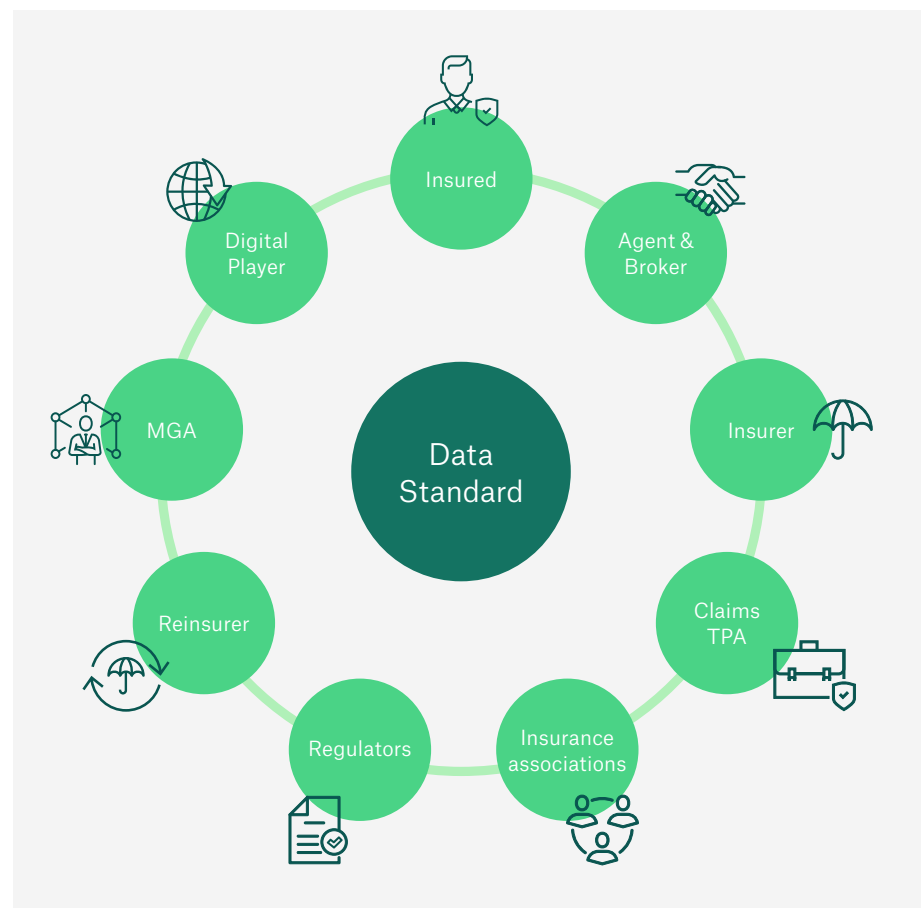 Insured
Agent &
Broker
Insurer
Claims
TPA
Insurance
associations
Regulators
Reinsurer
MGA
Digital
Player
Data
Standard